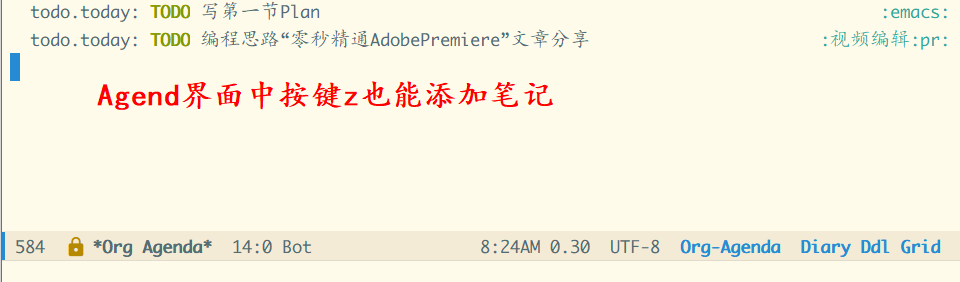 todo.today: TODO 写第一节Plan :emacs:
todo.today: TODO 编程思路“零秒精通AdobePremiere”文章分享 :视频编辑:pr:
Agend界面中按键z也能添加笔记
584 *Org Agenda* 14:0 Bot 8:24AM 0.30 UTF-8 Org-Agenda Diary Ddl Grid